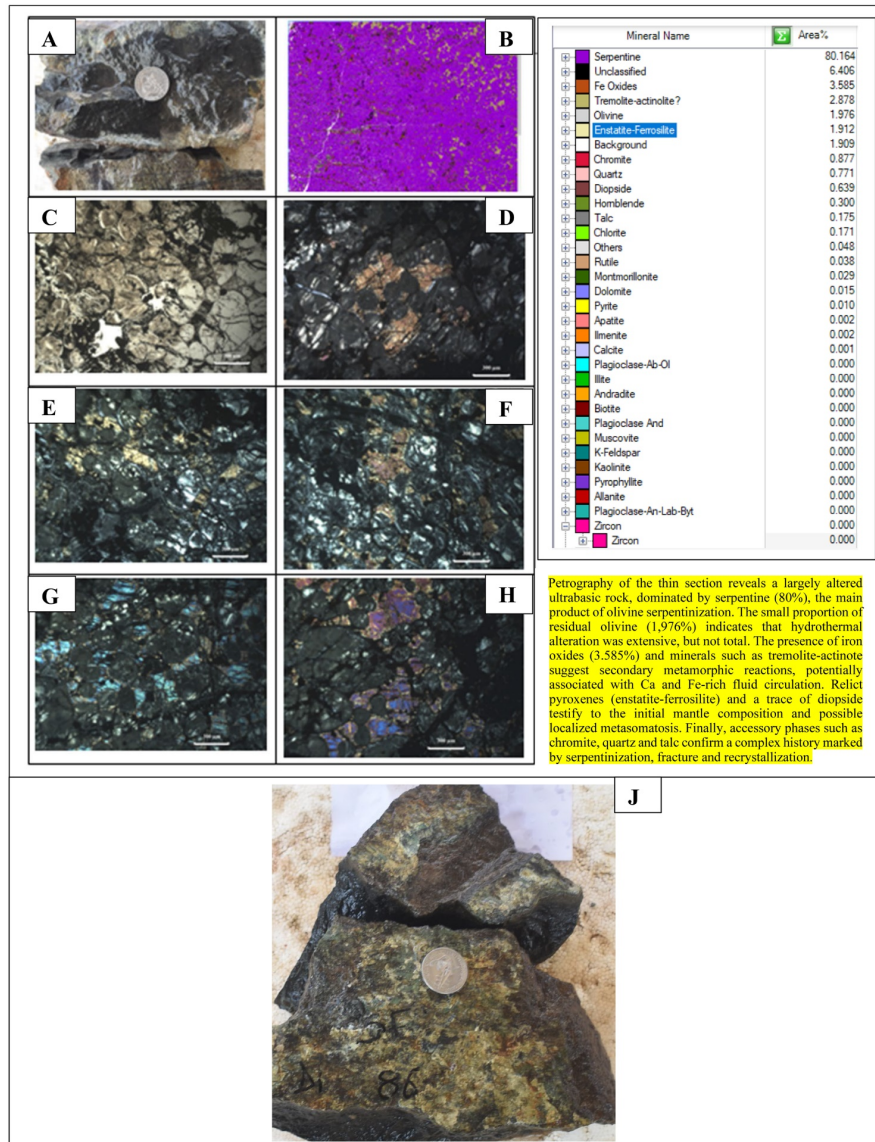 A
B
Mineral Name Σ Area%
Serpentine 80.164
Unclassified 6.406
Fe Oxides 3.585
Tremolite-actinolite? 2.878
Olivine 1.976
Enstatite-Ferrosilite 1.912
Background 1.909
Chromite 0.877
Quartz 0.771
Diopside 0.639
Hornblende 0.300
Talc 0.175
Chlorite 0.171
Others 0.048
Rutile 0.038
Montmorillonite 0.029
Dolomite 0.015
Pyrite 0.010
Apatite 0.002
Ilmenite 0.002
Calcite 0.001
Plagioclase-Ab-Ol 0.000
Illite 0.000
Andradite 0.000
Biotite 0.000
Plagioclase And 0.000
Muscovite 0.000
K-Feldspar 0.000
Kaolinite 0.000
Pyrophyllite 0.000
Allanite 0.000
Plagioclase-An-Lab-Byt 0.000
Zircon 0.000
Zircon 0.000
C
D
300 µm
E
F
G
H
Petrography of the thin section reveals a largely altered
ultrabasic rock, dominated by serpentine (80%), the main
product of olivine serpentinization. The small proportion of
residual olivine (1,976%) indicates that hydrothermal
alteration was extensive, but not total. The presence of iron
oxides (3.585%) and minerals such as tremolite-actinote
suggest secondary metamorphic reactions, potentially
associated with Ca and Fe-rich fluid circulation. Relict
pyroxenes (enstatite-ferrosilite) and a trace of diopside
testify to the initial mantle composition and possible
localized metasomatosis. Finally, accessory phases such as
chromite, quartz and talc confirm a complex history marked
by serpentinization, fracture and recrystallization.
J
86